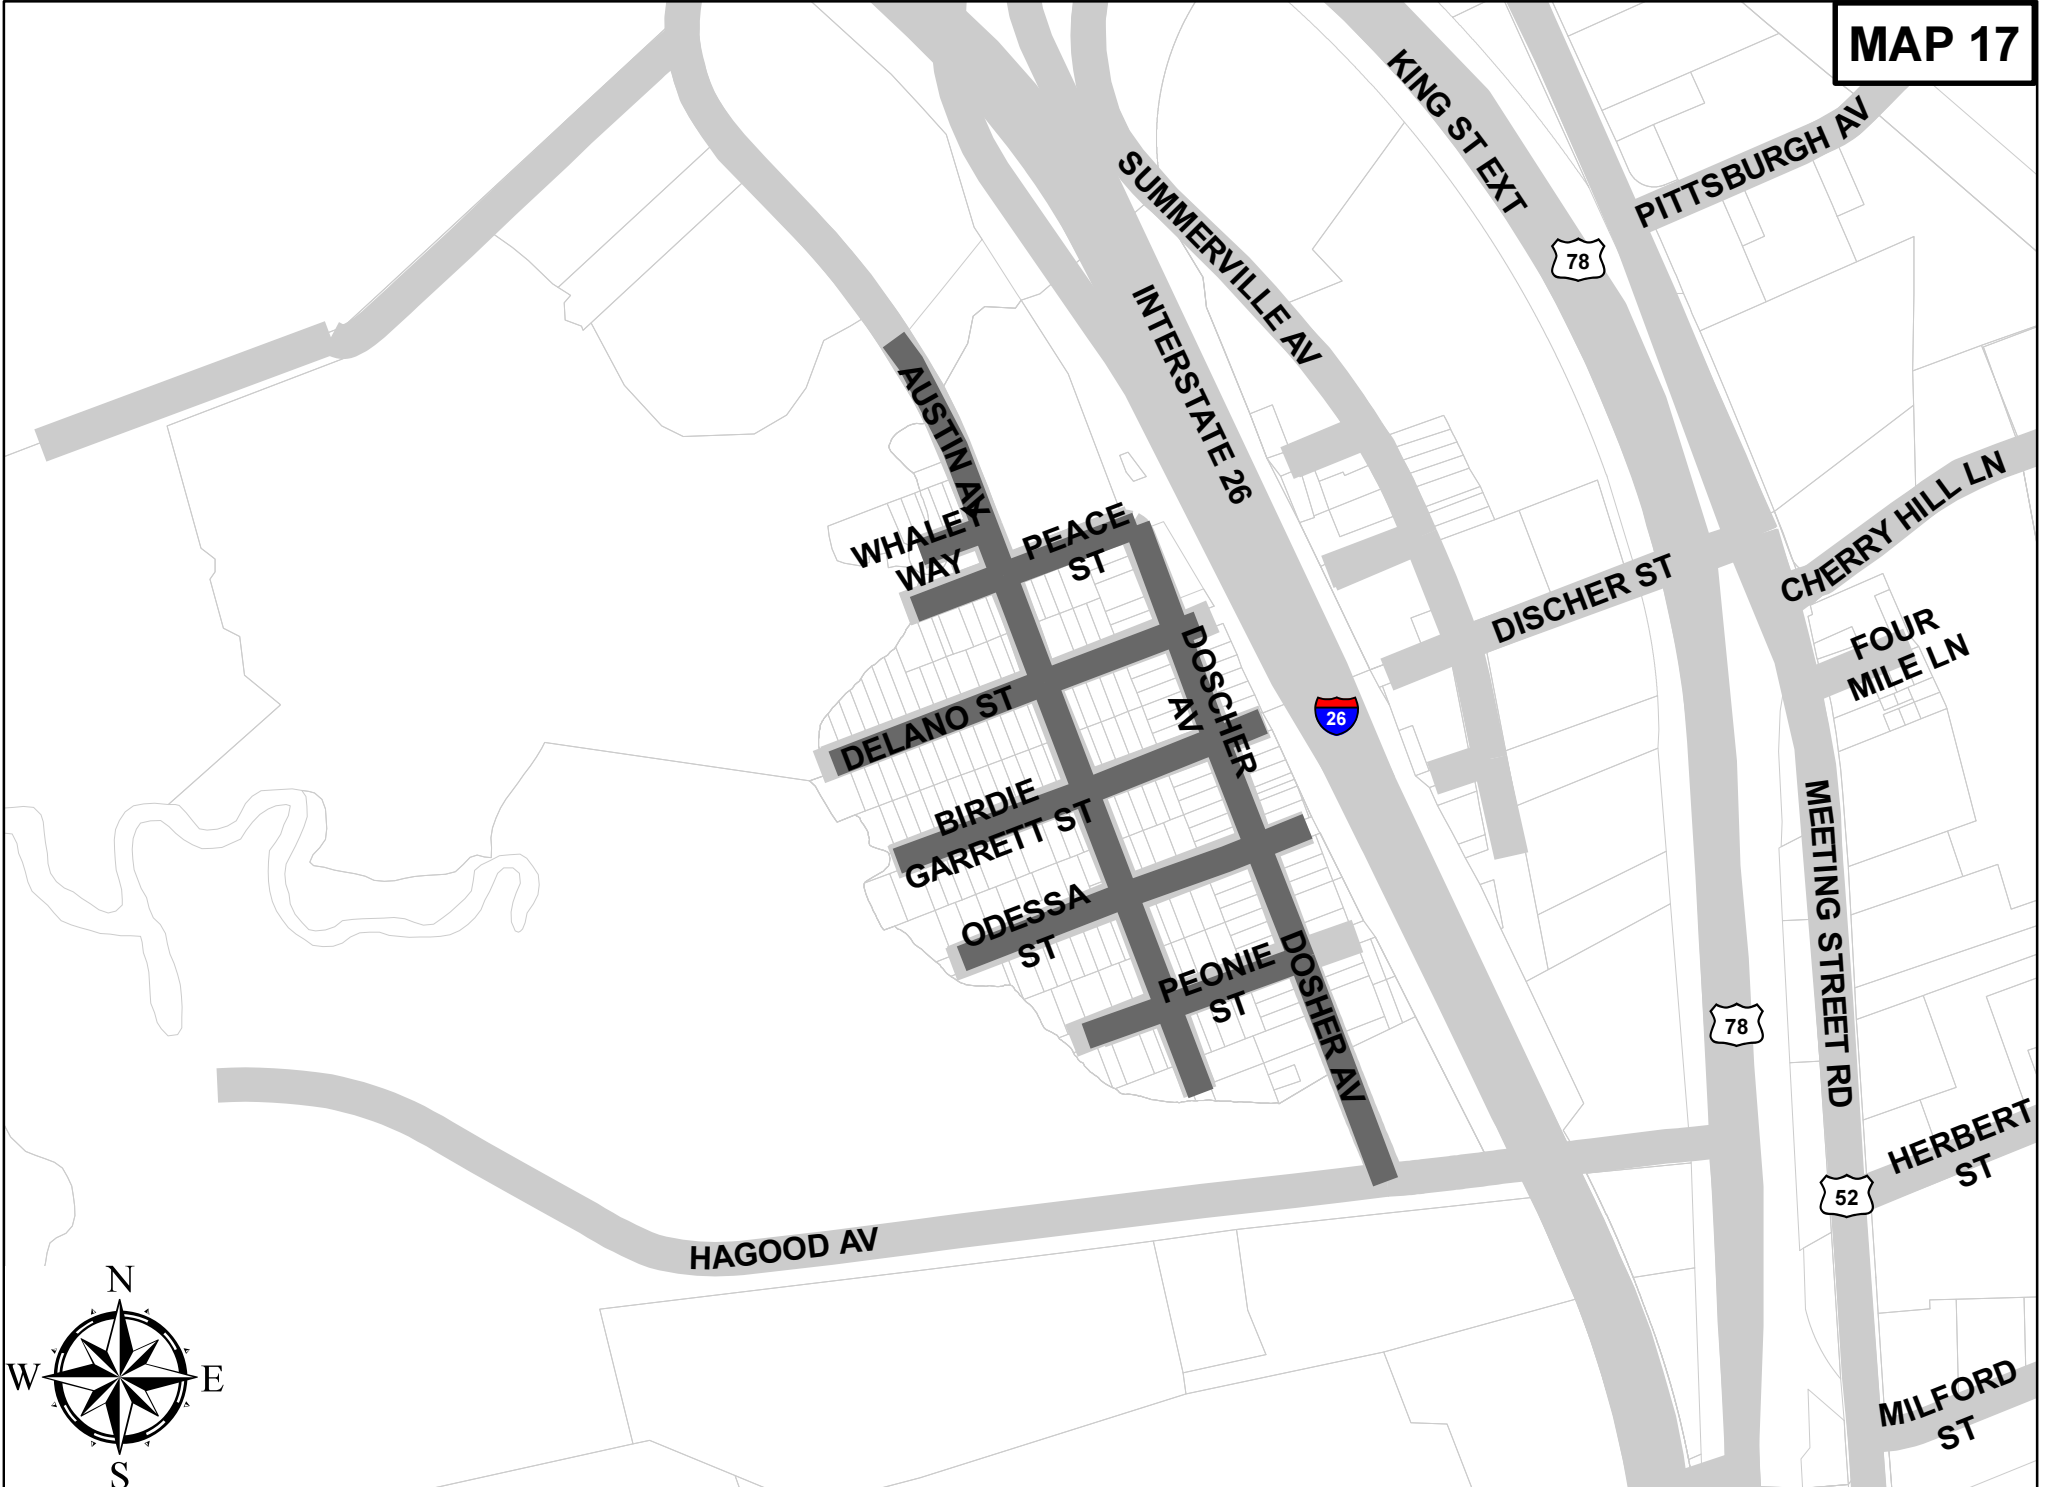 MAP 17
KING ST EXT
PITTSBURGH AV
SUMMERVILLE AV
78
INTERSTATE 26
AUSTIN AV
CHERRY HILL LN
WHALEY
WAY
PEACE
ST
DISCHER ST
FOUR
MILE LN
DOSCHER
AV
26
DELANO ST
BIRDIE
GARRETT ST
MEETING STREET RD
ODESSA
ST
PEONIE
ST
DOSHER AV
78
HERBERT
ST
52
HAGOOD AV
MILFORD
ST
N
W
E
S